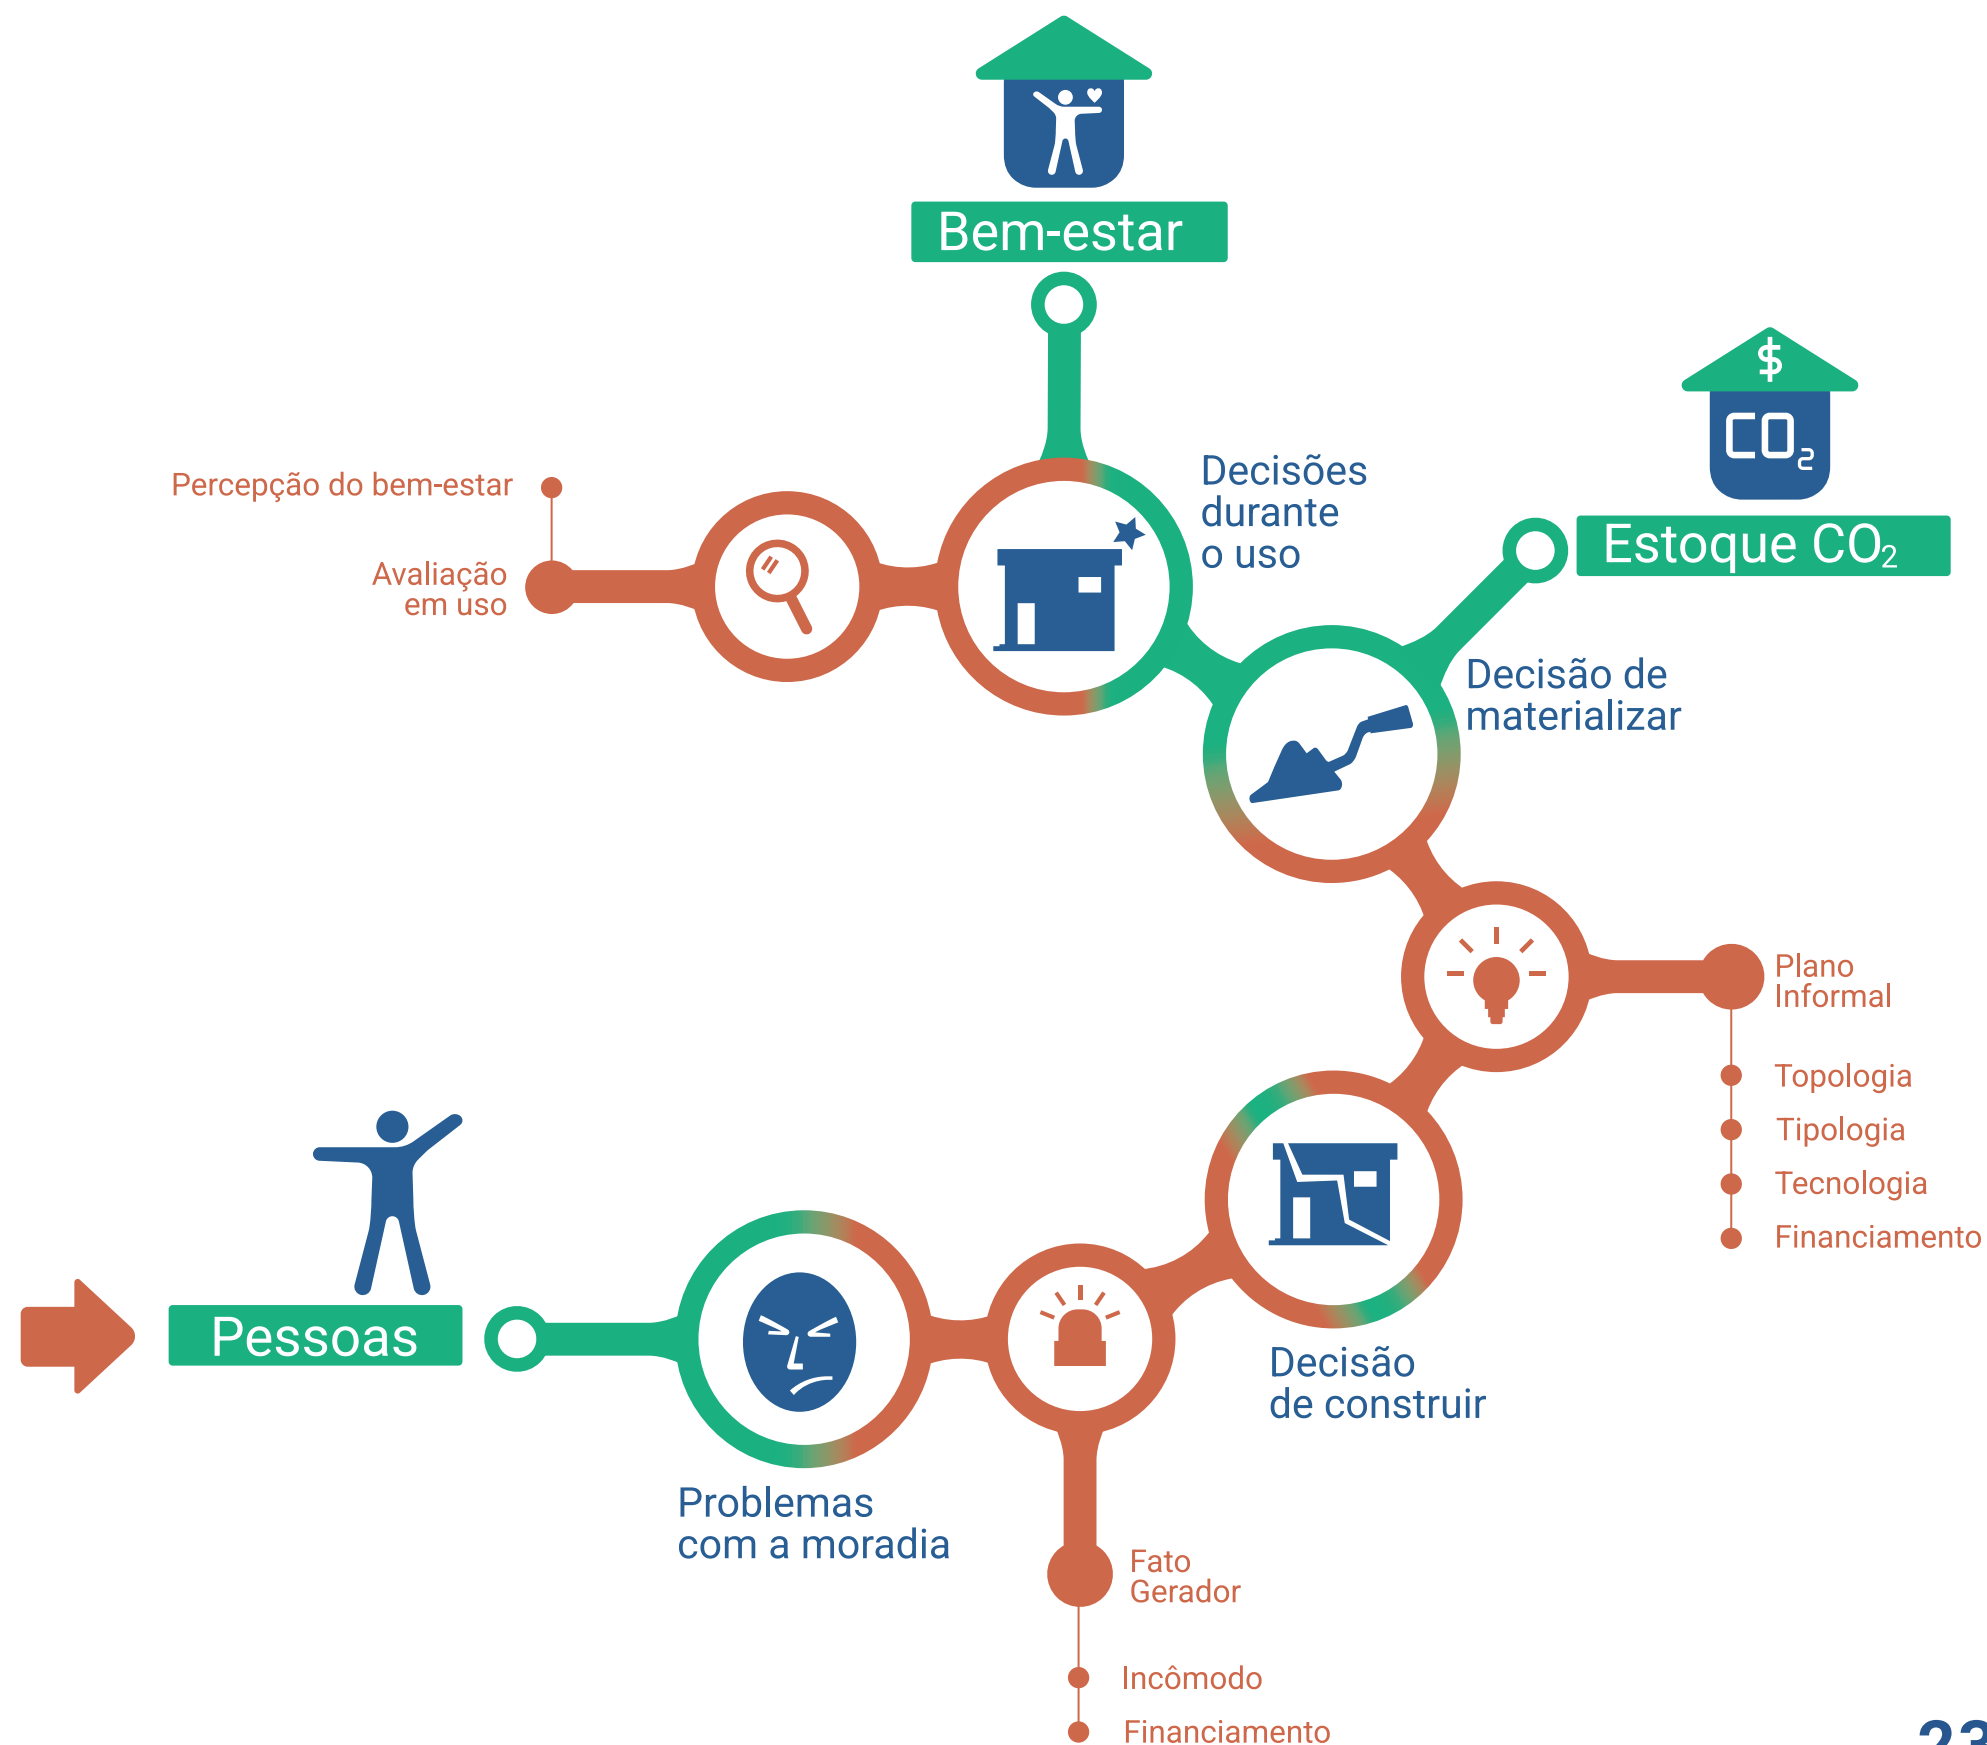 Bem-estar
$
CO₂
Estoque CO₂
Decisões
durante
o uso
Percepção do bem-estar
Avaliação
em uso
Decisão de
materializar
Plano
Informal
Topologia
Tipologia
Tecnologia
Financiamento
Pessoas
Decisão
de construir
Problemas
com a moradia
Fato
Gerador
Incômodo
Financiamento